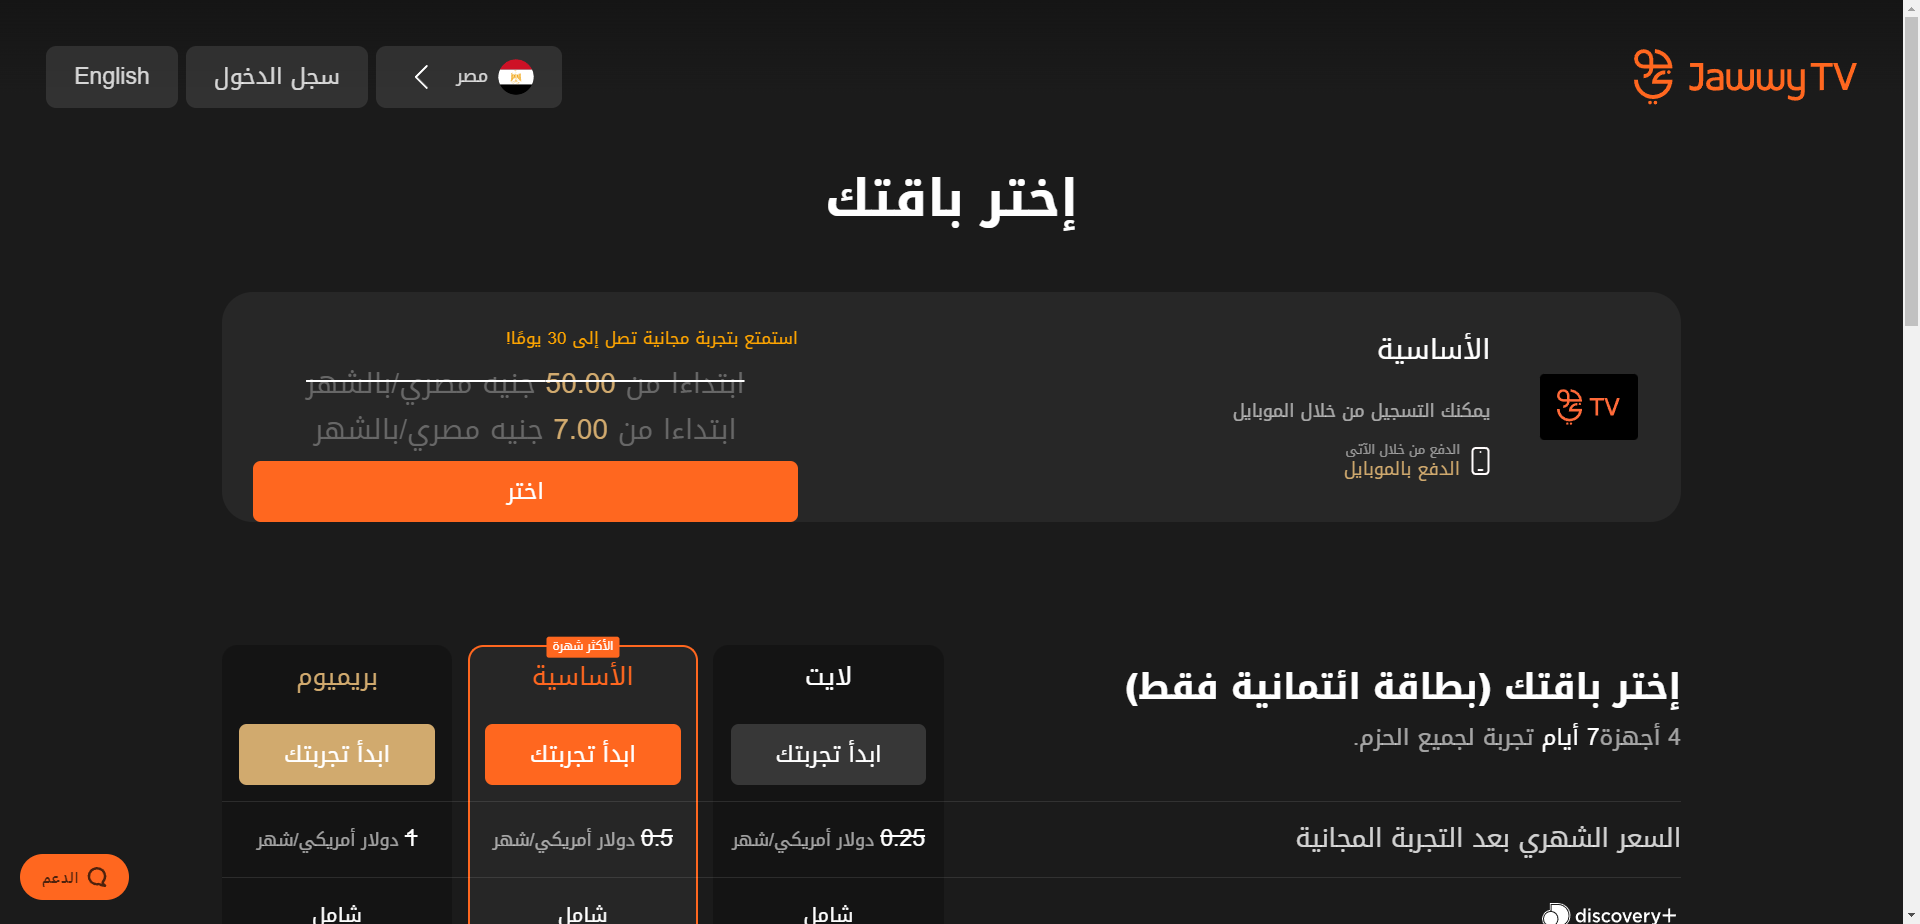 Jawwy TV
مصر
سجل الدخول
English
إختر باقتك
الأساسية
يمكنك التسجيل من خلال الموبايل
الدفع من خلال الآتى
الدفع بالموبايل
TV
استمتع بتجربة مجانية تصل إلى 30 يومًا!
ابتداءا من 50.00 جنيه مصري/بالشهر
ابتداءا من 7.00 جنيه مصري/بالشهر
اختر
إختر باقتك (بطاقة ائتمانية فقط)
4 أجهزة7 أيام تجربة لجميع الحزم.
لايت
ابدأ تجربتك
الأكثر شهرة
الأساسية
ابدأ تجربتك
بريميوم
ابدأ تجربتك
السعر الشهري بعد التجربة المجانية
0.25 دولار أمريكي/شهر
0.5 دولار أمريكي/شهر
1 دولار أمريكي/شهر
discovery+
شامل
شامل
شامل
الدعم